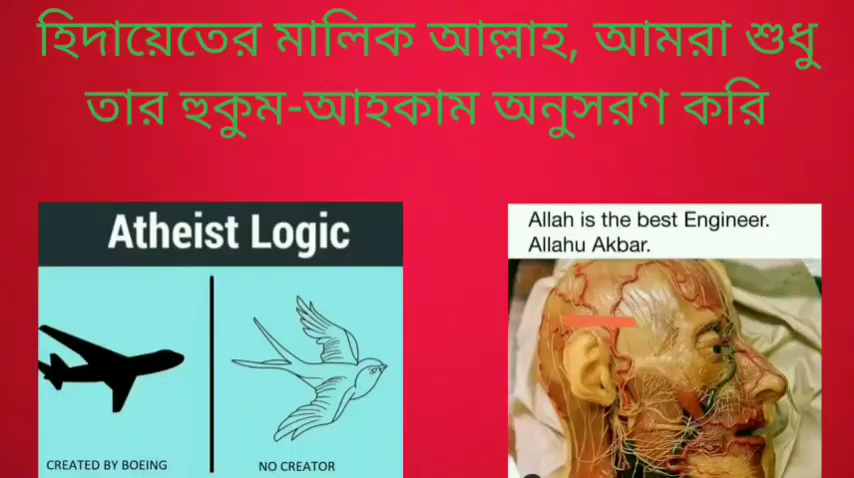 হিদায়েতের মালিক আল্লাহ, আমরা শুধু
তার হুকুম-আহকাম অনুসরণ করি
Atheist Logic
CREATED BY BOEING
NO CREATOR
Allah is the best Engineer.
Allahu Akbar.